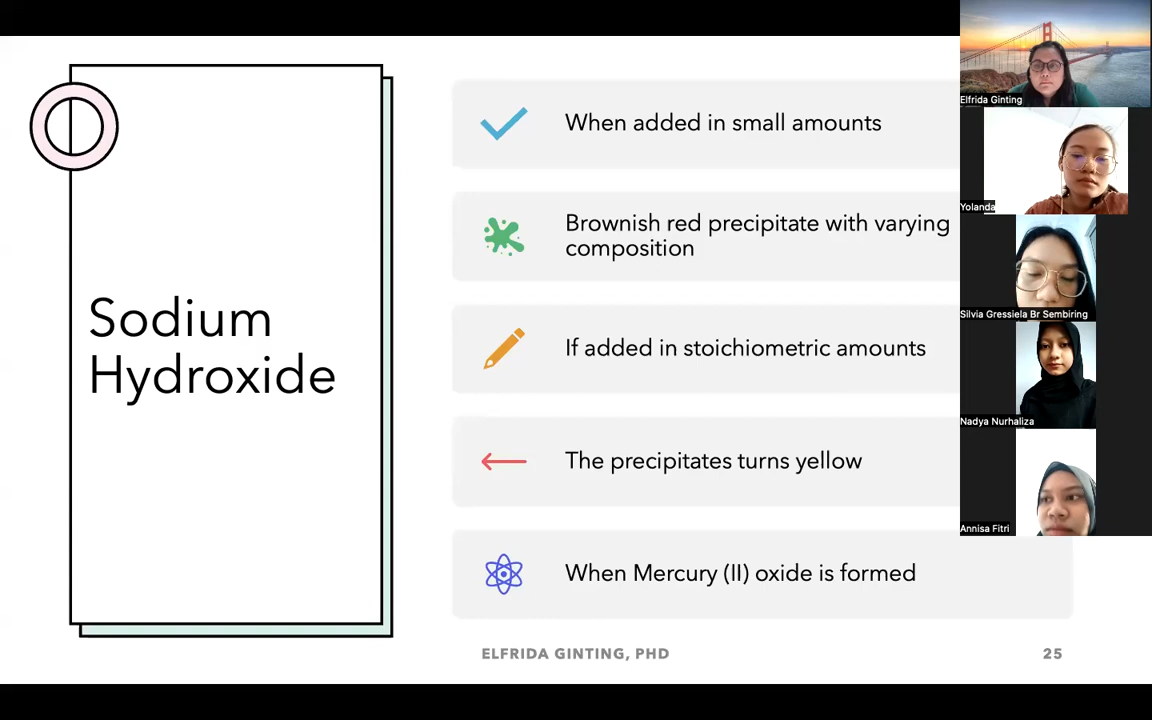 Sodium
Hydroxide
When added in small amounts
Brownish red precipitate with varying
composition
If added in stoichiometric amounts
The precipitates turns yellow
When Mercury (II) oxide is formed
ELFRIDA GINTING, PHD
25
Elfrida Ginting
Yolanda
Silvia Gressiela Br Sembiring
Nadya Nurhaliza
Annisa Fitri